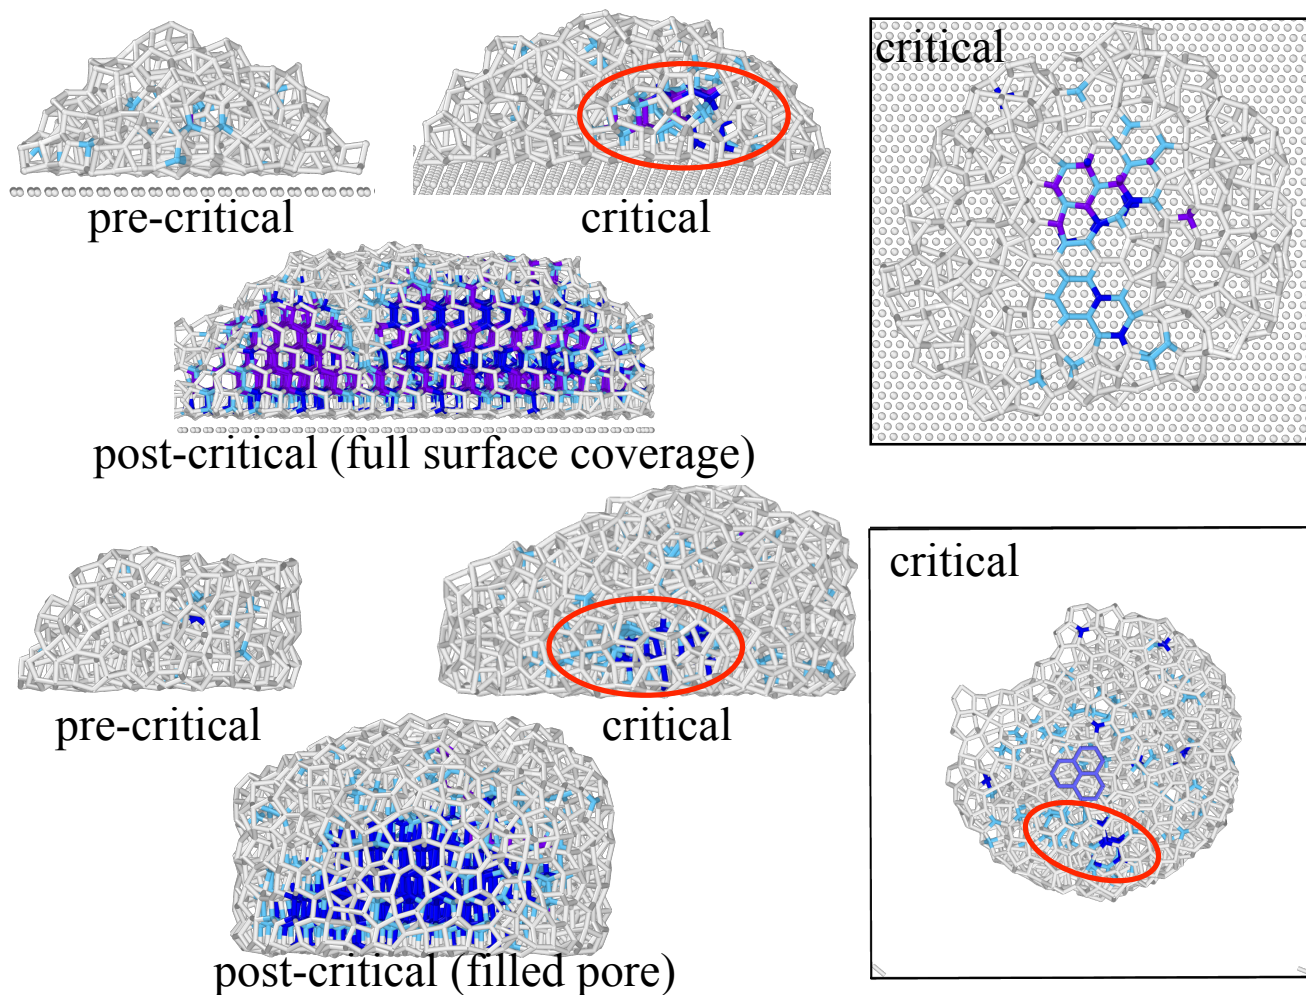 critical
pre-critical
critical
post-critical (full surface coverage)
critical
pre-critical
critical
post-critical (filled pore)